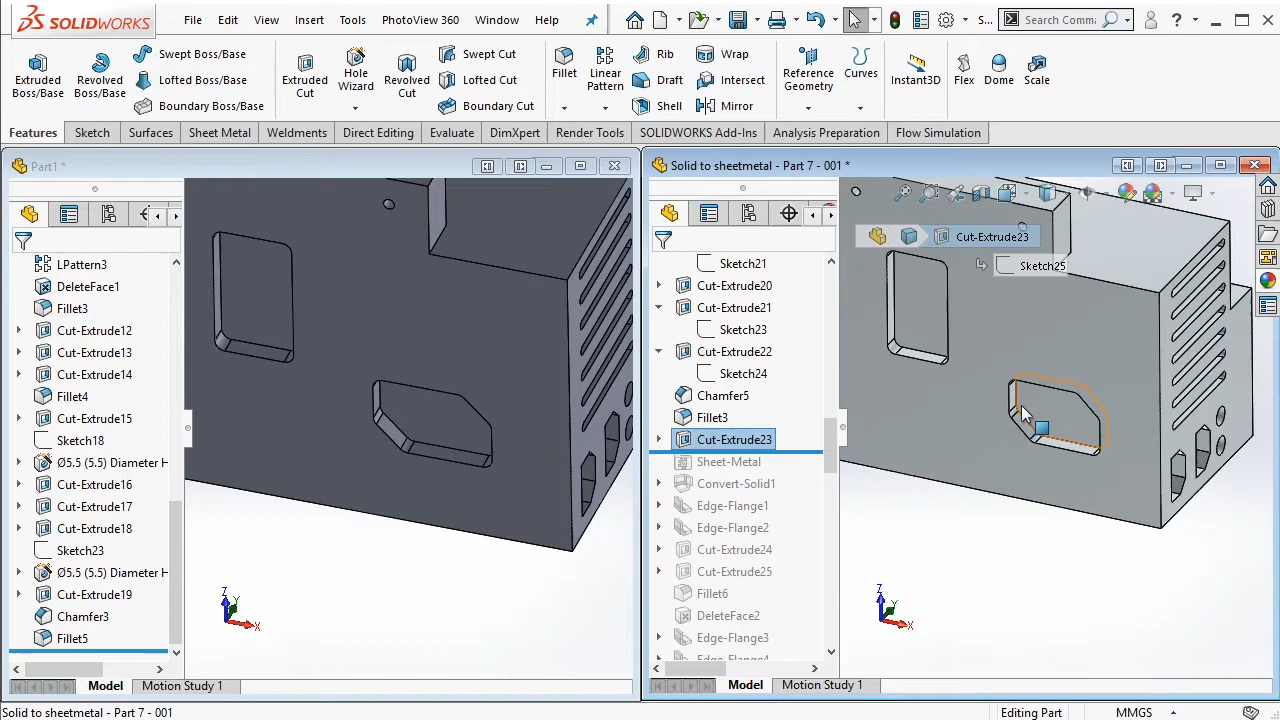 SOLIDWORKS
File Edit View Insert Tools PhotoView 360 Window Help
S...
Search Comma
Extruded Boss/Base
Revolved Boss/Base
Swept Boss/Base
Lofted Boss/Base
Boundary Boss/Base
Extruded Cut
Hole Wizard
Revolved Cut
Swept Cut
Lofted Cut
Boundary Cut
Fillet
Linear Pattern
Rib
Draft
Shell
Wrap
Intersect
Mirror
Reference Geometry
Curves
Instant3D
Flex
Dome
Scale
Features Sketch Surfaces Sheet Metal Weldments Direct Editing Evaluate DimXpert Render Tools SOLIDWORKS Add-Ins Analysis Preparation Flow Simulation
Part1 *
LPattern3
DeleteFace1
Fillet3
Cut-Extrude12
Cut-Extrude13
Cut-Extrude14
Fillet4
Cut-Extrude15
Sketch18
Ø5.5 (5.5) Diameter H
Cut-Extrude16
Cut-Extrude17
Cut-Extrude18
Sketch23
Ø5.5 (5.5) Diameter H
Cut-Extrude19
Chamfer3
Fillet5
Z
Y
X
Model Motion Study 1
Solid to sheetmetal - Part 7 - 001 *
Sketch21
Cut-Extrude20
Cut-Extrude21
Sketch23
Cut-Extrude22
Sketch24
Chamfer5
Fillet3
Cut-Extrude23
Sheet-Metal
Convert-Solid1
Edge-Flange1
Edge-Flange2
Cut-Extrude24
Cut-Extrude25
Fillet6
DeleteFace2
Edge-Flange3
Edge-Flange4
Cut-Extrude23
Sketch25
Z
Y
X
Model Motion Study 1
Solid to sheetmetal - Part 7 - 001
Editing Part
MMGS